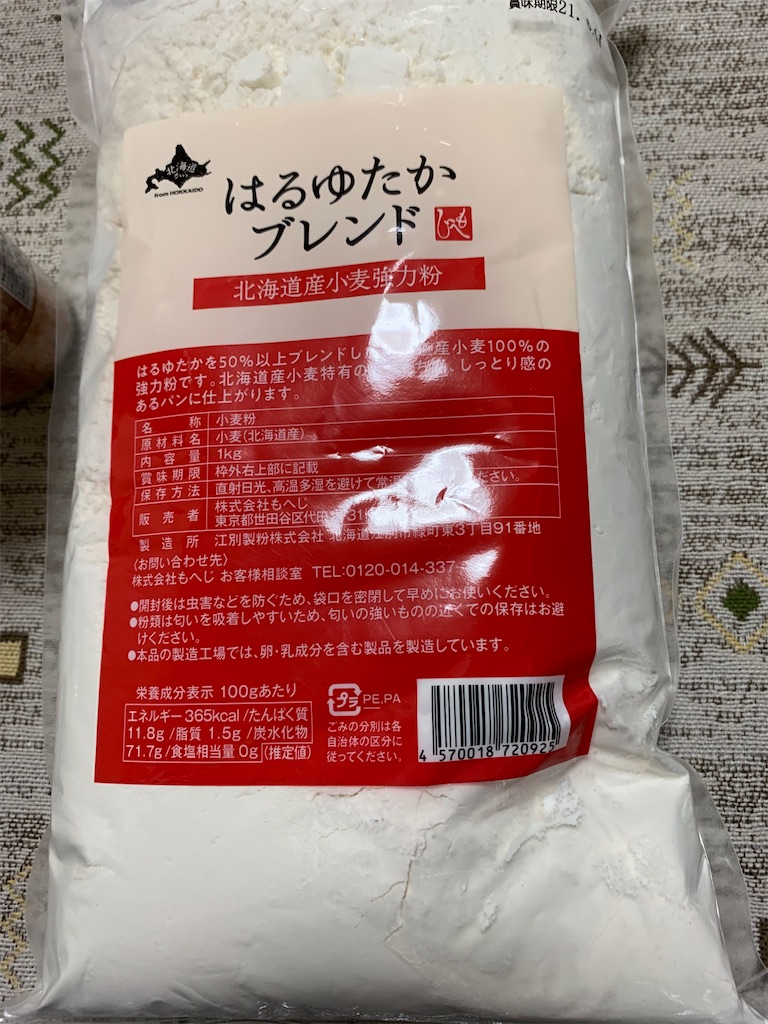 賞味期限21.
北海道
from HOKKAIDO
はるゆたか
ブレンド
もへじ
北海道産小麦強力粉
はるゆたかを50%以上ブレンドし 産小麦100%の
強力粉です。北海道産小麦特有の しっとり感の
あるパンに仕上がります。
名 称 小麦粉
原材料名 小麦(北海道産)
内容量 1kg
賞味期限 枠外右上部に記載
保存方法 直射日光、高温多湿を避けて常 ださい。
販売者 株式会社もへじ
東京都世田谷区代田
製造所 江別製粉株式会社 北海道江別市緑町東3丁目91番地
〈お問い合わせ先〉
株式会社もへじ お客様相談室 TEL:0120-014-337
●開封後は虫害などを防ぐため、袋口を密閉して早めにお使いください。
●粉類は匂いを吸着しやすいため、匂いの強いものの近くでの保存はお避
けください。
●本品の製造工場では、卵・乳成分を含む製品を製造しています。
栄養成分表示 100gあたり
エネルギー 365kcal/たんぱく質
11.8g/脂質 1.5g/炭水化物
71.7g/食塩相当量 0g(推定値)
プラ PE.PA
ごみの分別は各
自治体の区分に
従ってください。
4 570018 720925